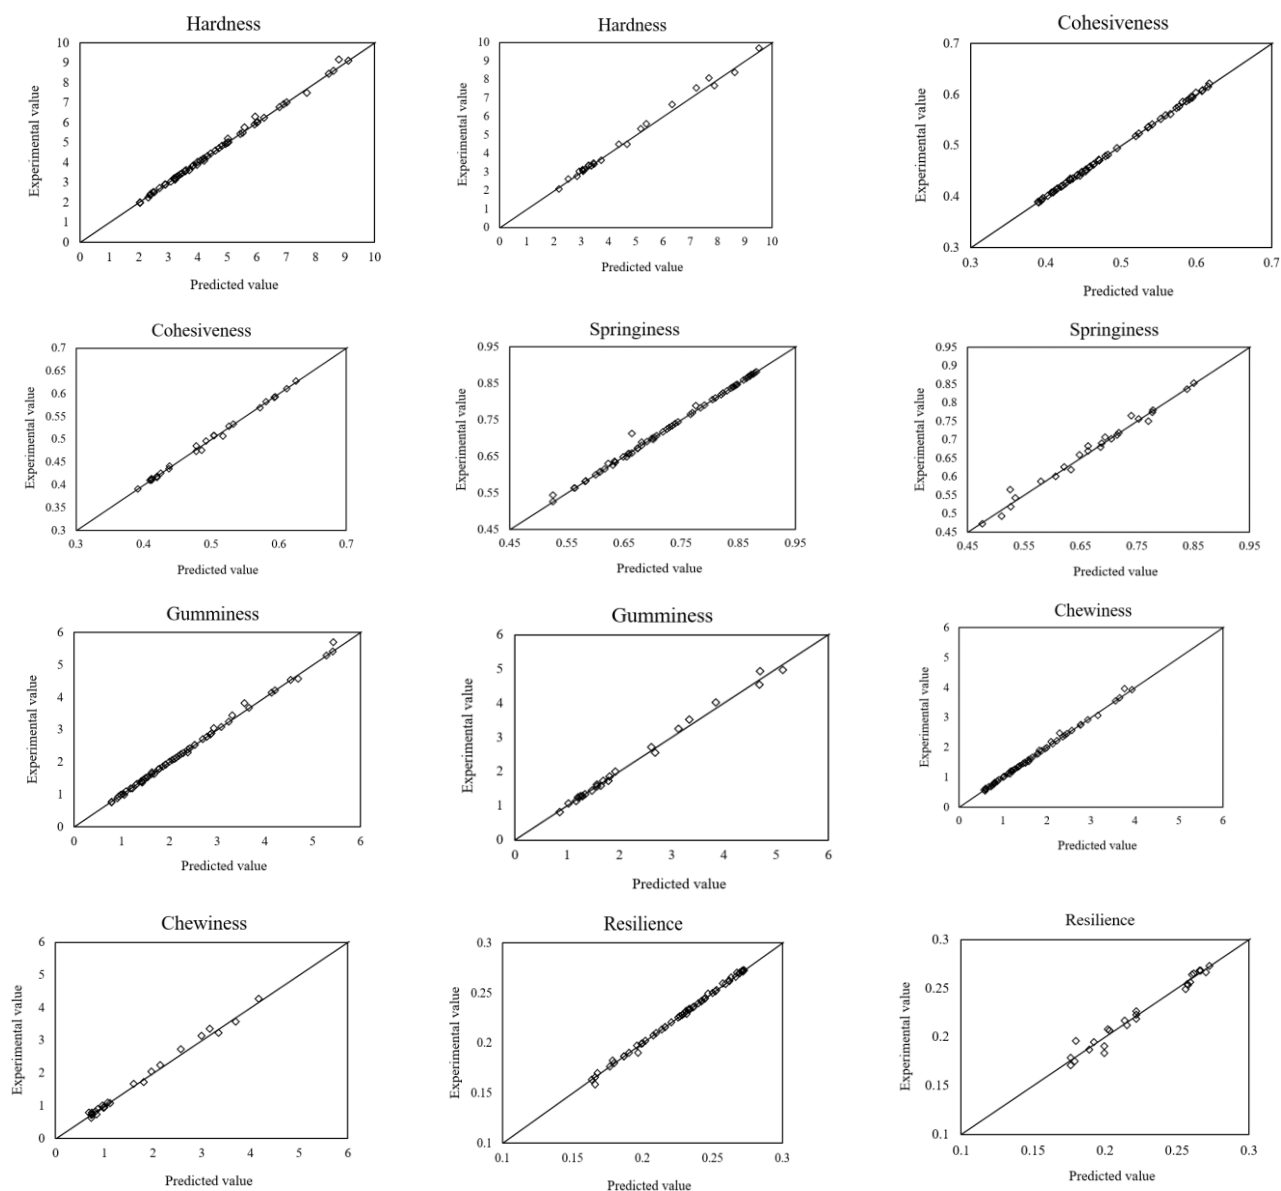 Hardness
10
9
8
7
6
5
4
3
2
1
0
Experimental value
0 1 2 3 4 5 6 7 8 9 10
Predicted value
Hardness
10
9
8
7
6
5
4
3
2
1
0
Experimental value
0 1 2 3 4 5 6 7 8 9 10
Predicted value
Cohesiveness
0.7
0.6
0.5
0.4
0.3
Experimental value
0.3 0.4 0.5 0.6 0.7
Predicted value
Cohesiveness
0.7
0.65
0.6
0.55
0.5
0.45
0.4
0.35
0.3
Experimental value
0.3 0.4 0.5 0.6 0.7
Predicted value
Springiness
0.95
0.85
0.75
0.65
0.55
0.45
Experimental value
0.45 0.55 0.65 0.75 0.85 0.95
Predicted value
Springiness
0.95
0.9
0.85
0.8
0.75
0.7
0.65
0.6
0.55
0.5
0.45
Experimental value
0.45 0.55 0.65 0.75 0.85 0.95
Predicted value
Gumminess
6
5
4
3
2
1
0
Experimental value
0 1 2 3 4 5 6
Predicted value
Gumminess
6
5
4
3
2
1
0
Experimental value
0 1 2 3 4 5 6
Predicted value
Chewiness
6
5
4
3
2
1
0
Experimental value
0 1 2 3 4 5 6
Predicted value
Chewiness
6
5
4
3
2
1
0
Experimental value
0 1 2 3 4 5 6
Predicted value
Resilience
0.3
0.25
0.2
0.15
0.1
Experimental value
0.1 0.15 0.2 0.25 0.3
Predicted value
Resilience
0.3
0.25
0.2
0.15
0.1
Experimental value
0.1 0.15 0.2 0.25 0.3
Predicted value